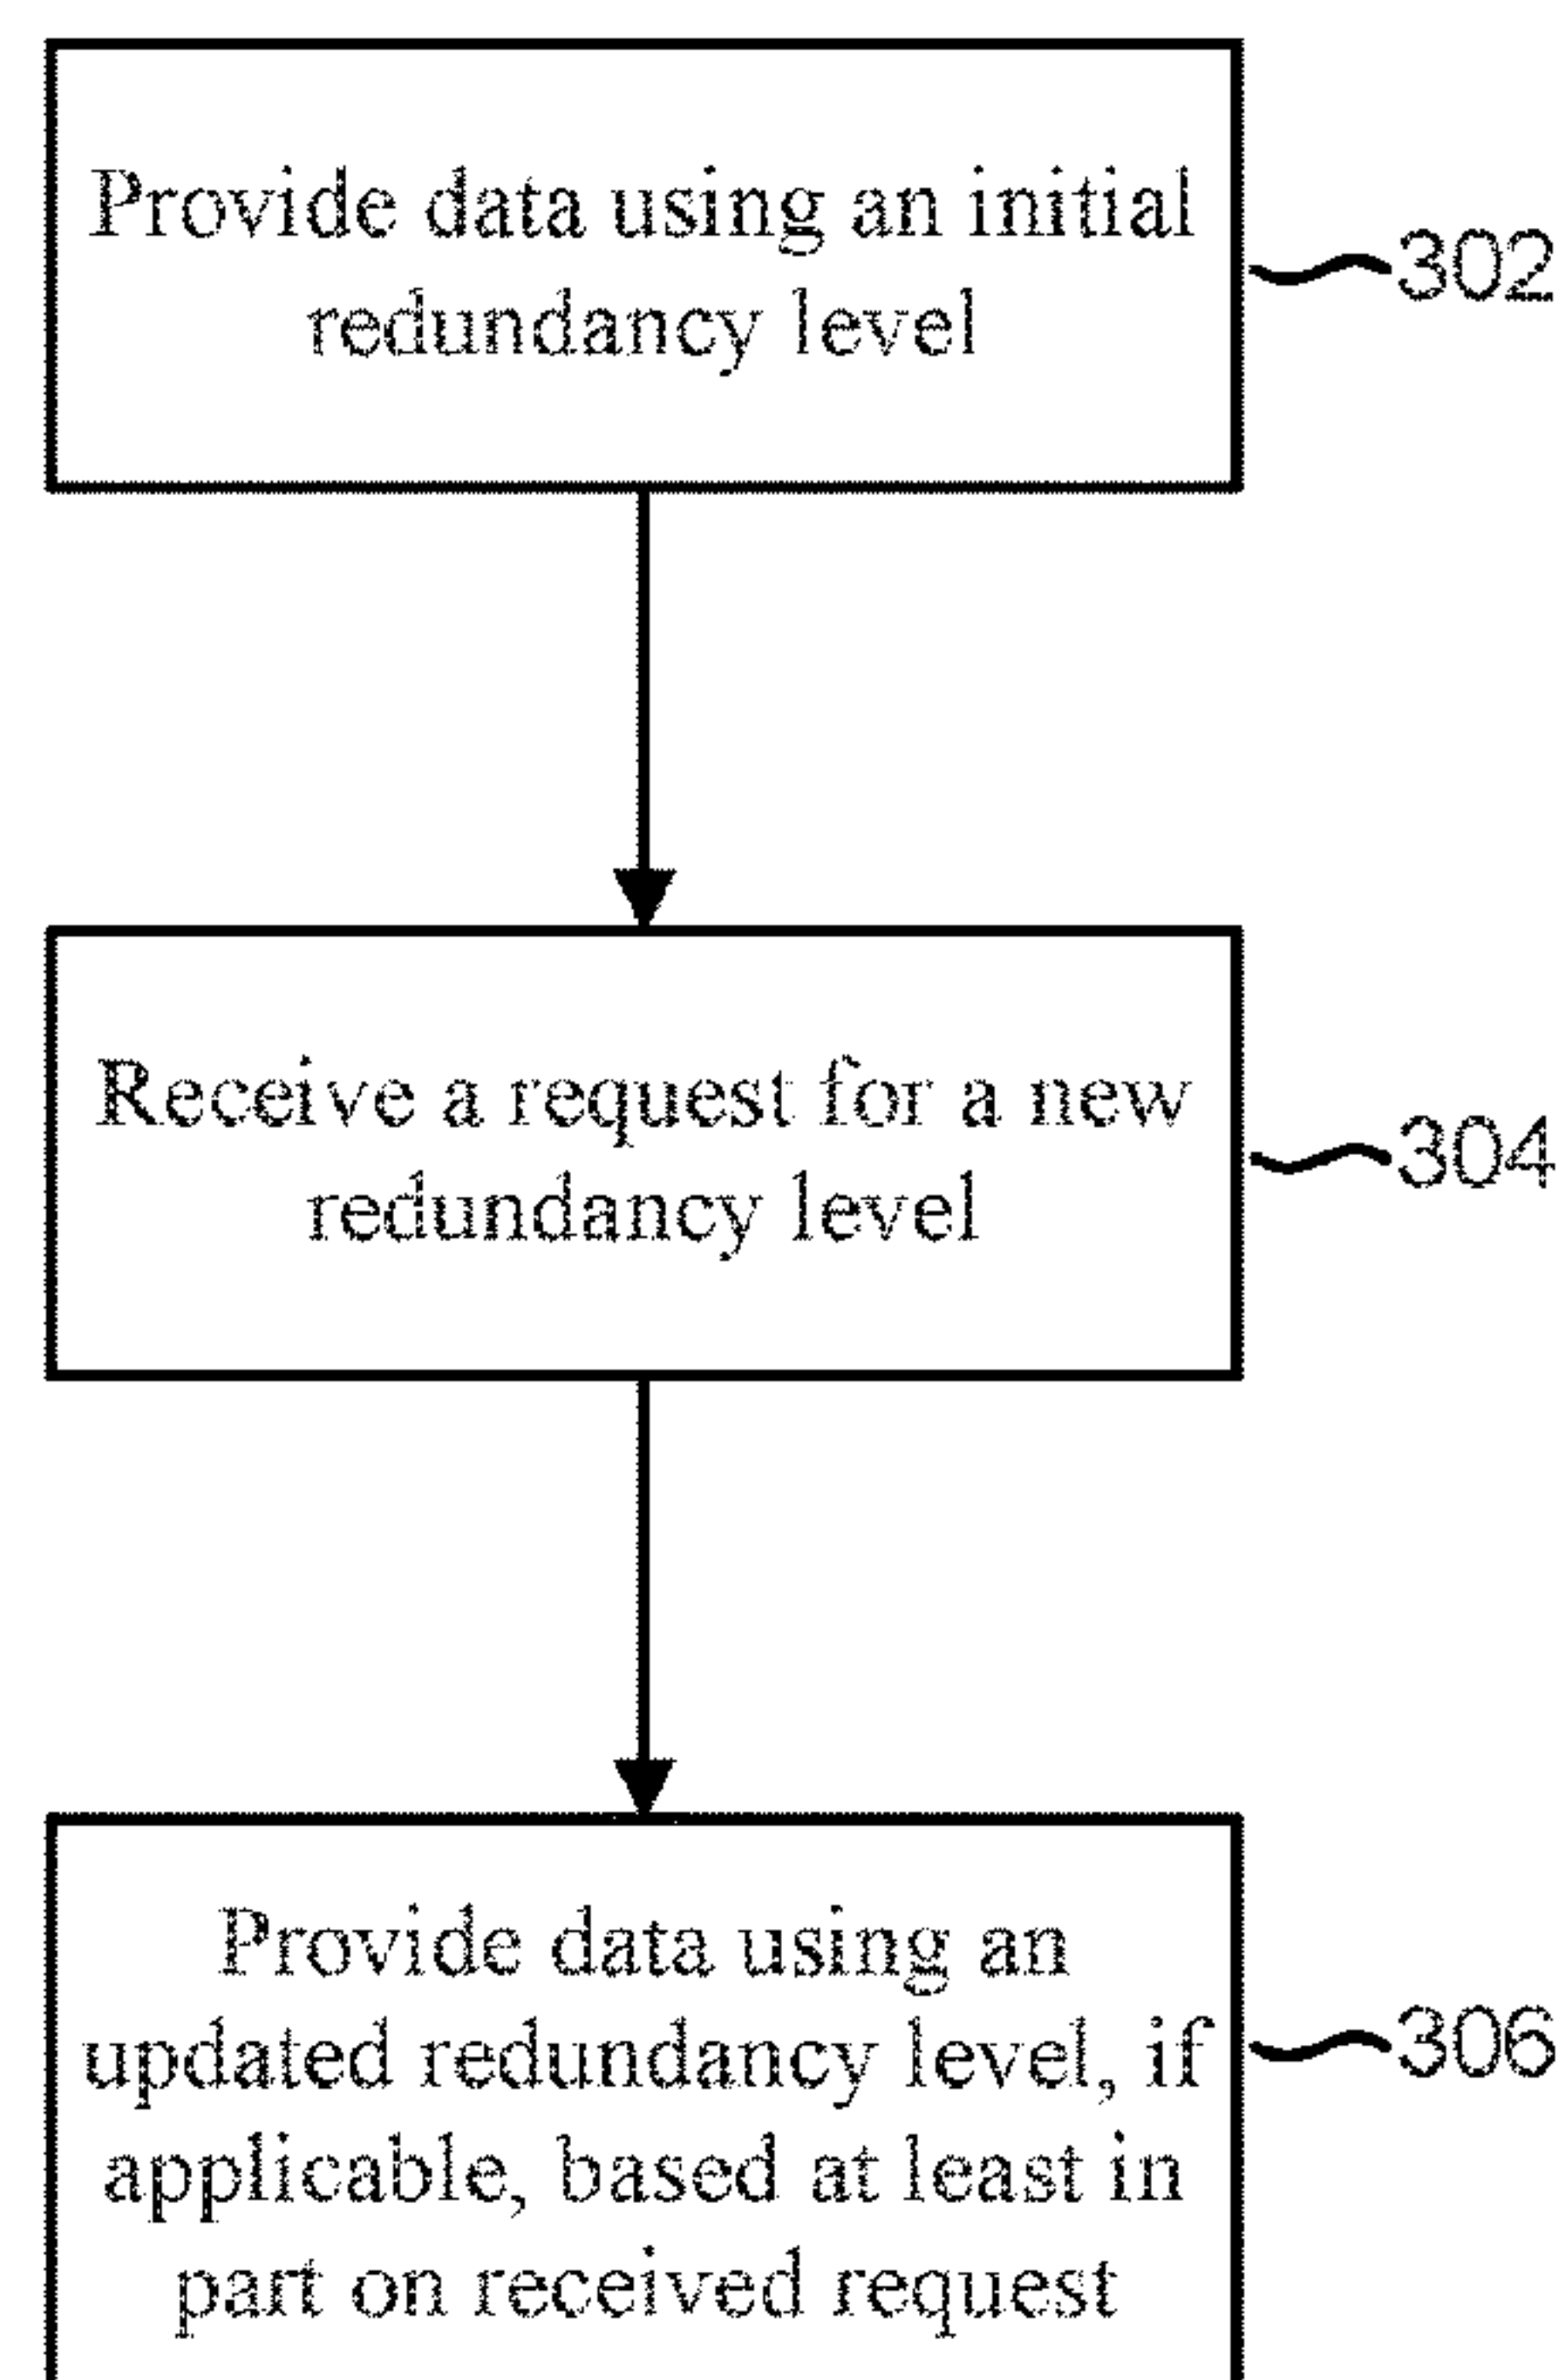 Provide data using an initial
redundancy level
302
Receive a request for a new
redundancy level
304
Provide data using an
updated redundancy level, if
applicable, based at least in
part on received request
306